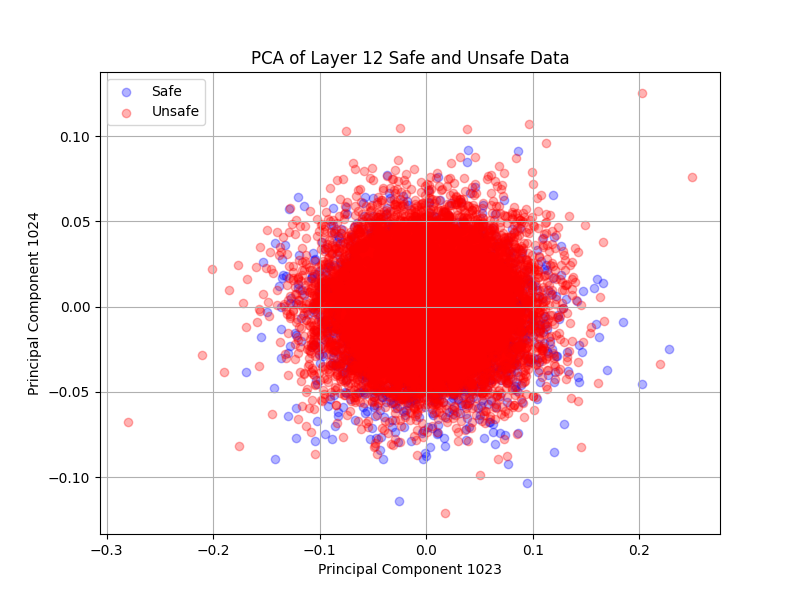 PCA of Layer 12 Safe and Unsafe Data
Safe
Unsafe
0.10
0.05
0.00
−0.05
−0.10
Principal Component 1024
−0.3
−0.2
−0.1
0.0
0.1
0.2
Principal Component 1023